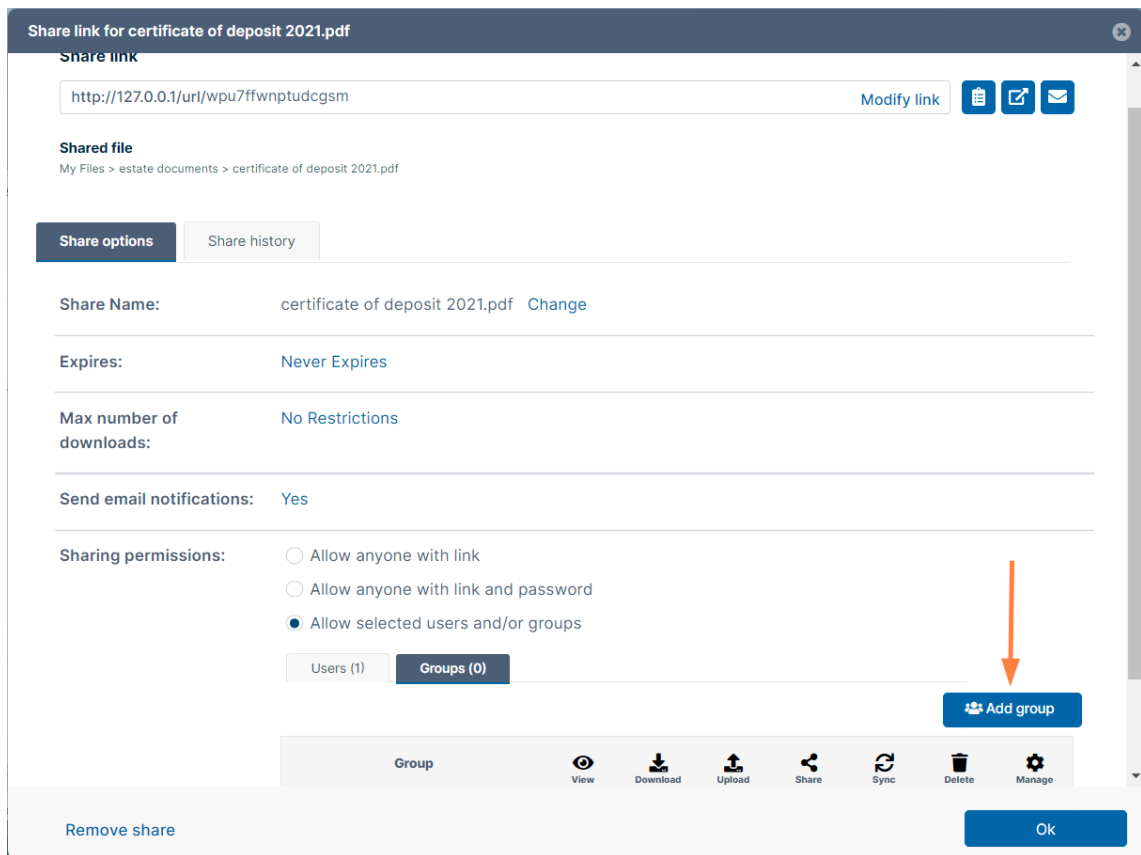 Share link for certificate of deposit 2021.pdf
Share link
http://127.0.0.1/url/wpu7ffwnptudcgsm
Modify link
Shared file
My Files > estate documents > certificate of deposit 2021.pdf
Share options
Share history
Share Name:
certificate of deposit 2021.pdf Change
Expires:
Never Expires
Max number of
downloads:
No Restrictions
Send email notifications:
Yes
Sharing permissions:
Allow anyone with link
Allow anyone with link and password
Allow selected users and/or groups
Users (1)
Groups (0)
Add group
Group
View
Download
Upload
Share
Sync
Delete
Manage
Remove share
Ok